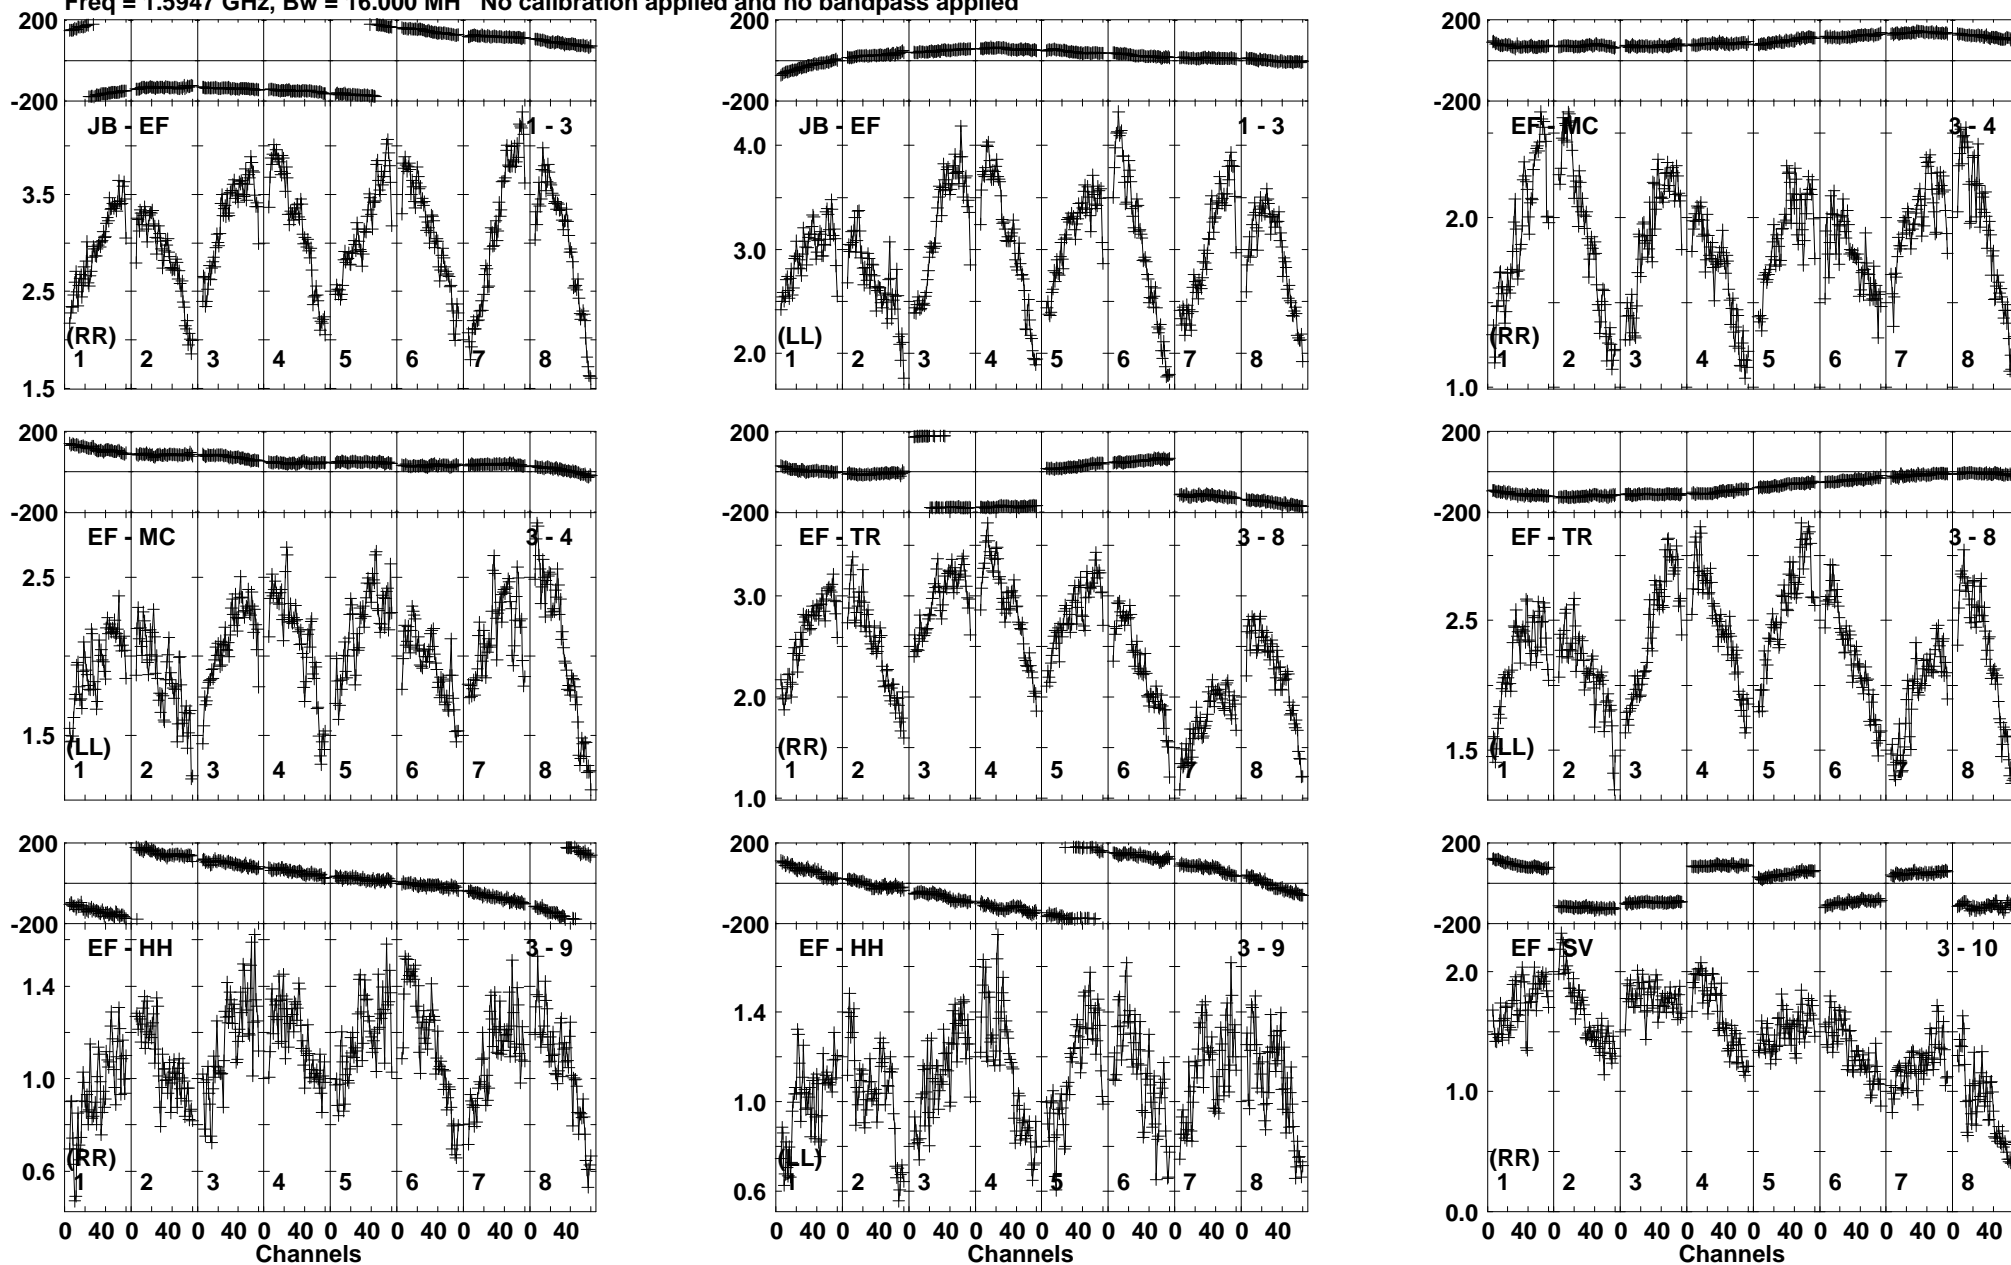 Freq = 1.5947 GHz, Bw = 16.000 MH No calibration applied and no bandpass applied
200
-200
JB - EF
1 - 3
3.5
2.5
1.5
(RR)
1 2 3 4 5 6 7 8
200
-200
JB - EF
1 - 3
4.0
3.0
2.0
(LL)
1 2 3 4 5 6 7 8
200
-200
EF - MC
3 - 4
2.0
1.0
(RR)
1 2 3 4 5 6 7 8
200
-200
EF - MC
3 - 4
2.5
1.5
(LL)
1 2 3 4 5 6 7 8
200
-200
EF - TR
3 - 8
3.0
2.0
1.0
(RR)
1 2 3 4 5 6 7 8
200
-200
EF - TR
3 - 8
2.5
1.5
(LL)
1 2 3 4 5 6 7 8
200
-200
EF - HH
3 - 9
1.4
1.0
0.6
(RR)
1 2 3 4 5 6 7 8
0 40 0 40 0 40 0 40 0 40 0 40 0 40 0 40
Channels
200
-200
EF - HH
3 - 9
1.4
1.0
0.6
(LL)
1 2 3 4 5 6 7 8
0 40 0 40 0 40 0 40 0 40 0 40 0 40 0 40
Channels
200
-200
EF - SV
3 - 10
2.0
1.0
0.0
(RR)
1 2 3 4 5 6 7 8
0 40 0 40 0 40 0 40 0 40 0 40 0 40 0 40
Channels